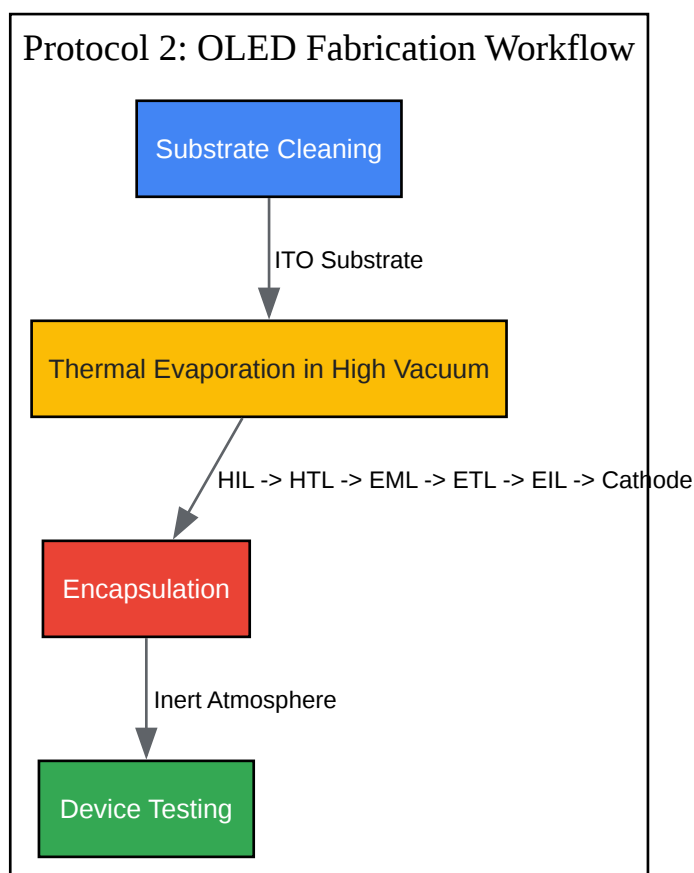 Protocol 2: OLED Fabrication Workflow
Substrate Cleaning
ITO Substrate
Thermal Evaporation in High Vacuum
HIL -> HTL -> EML -> ETL -> EIL -> Cathode
Encapsulation
Inert Atmosphere
Device Testing